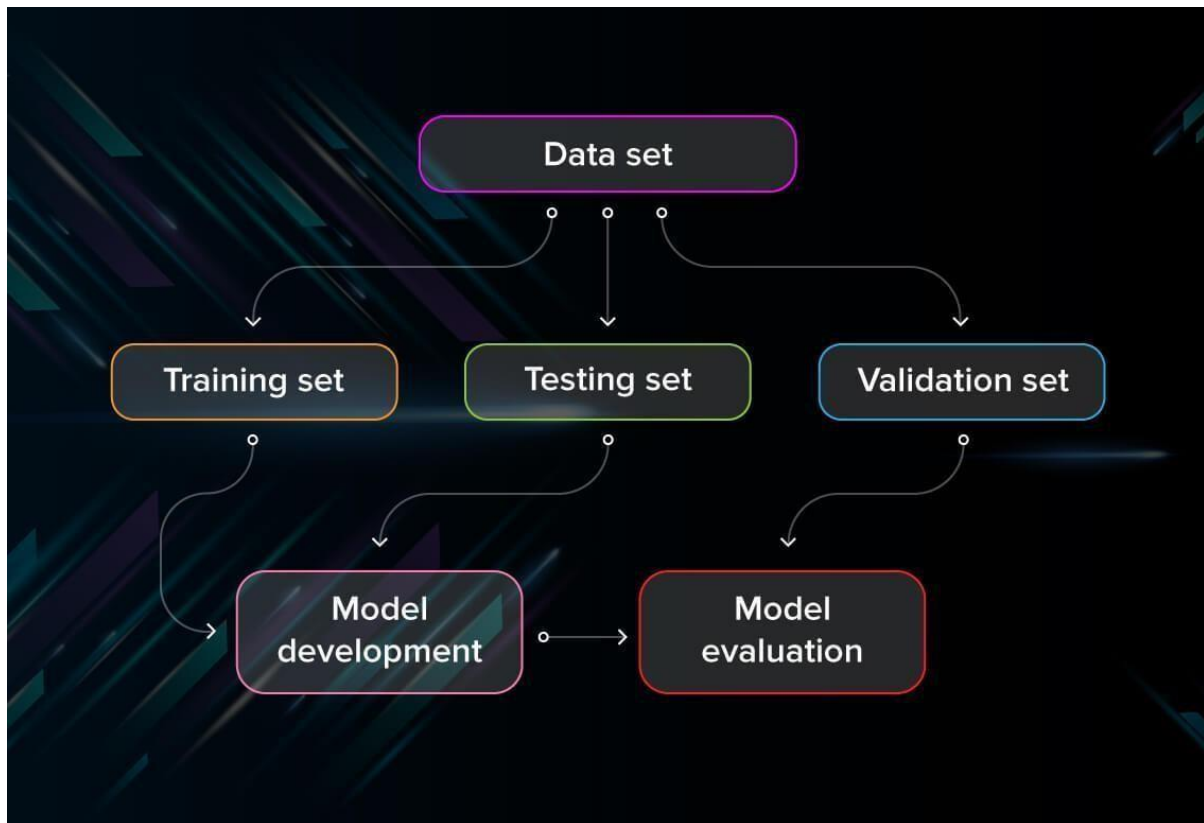 Data set
Training set
Testing set
Validation set
Model
development
Model
evaluation